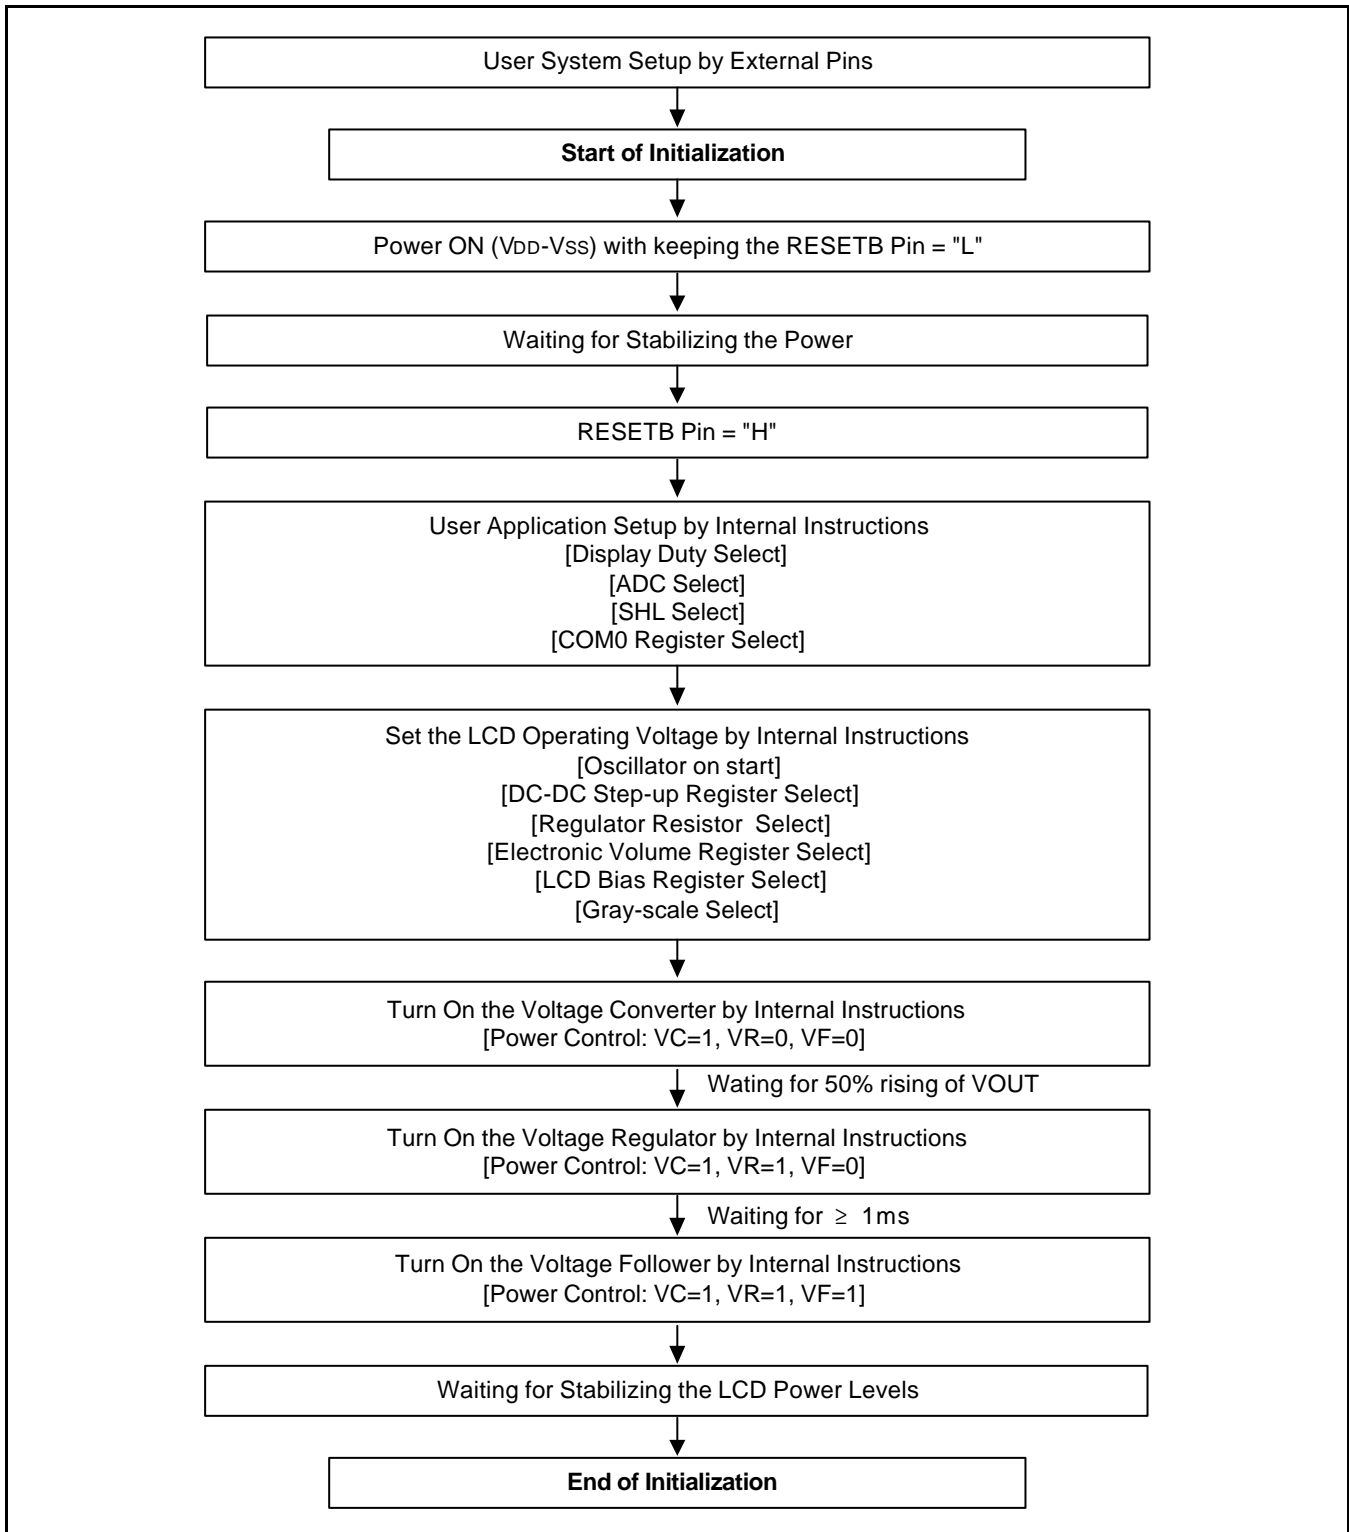 User System Setup by External Pins
Start of Initialization
Power ON (VDD-VSS) with keeping the RESETB Pin = "L"
Waiting for Stabilizing the Power
RESETB Pin = "H"
User Application Setup by Internal Instructions
[Display Duty Select]
[ADC Select]
[SHL Select]
[COM0 Register Select]
Set the LCD Operating Voltage by Internal Instructions
[Oscillator on start]
[DC-DC Step-up Register Select]
[Regulator Resistor Select]
[Electronic Volume Register Select]
[LCD Bias Register Select]
[Gray-scale Select]
Turn On the Voltage Converter by Internal Instructions
[Power Control: VC=1, VR=0, VF=0]
Wating for 50% rising of VOUT
Turn On the Voltage Regulator by Internal Instructions
[Power Control: VC=1, VR=1, VF=0]
Waiting for ≥ 1ms
Turn On the Voltage Follower by Internal Instructions
[Power Control: VC=1, VR=1, VF=1]
Waiting for Stabilizing the LCD Power Levels
End of Initialization